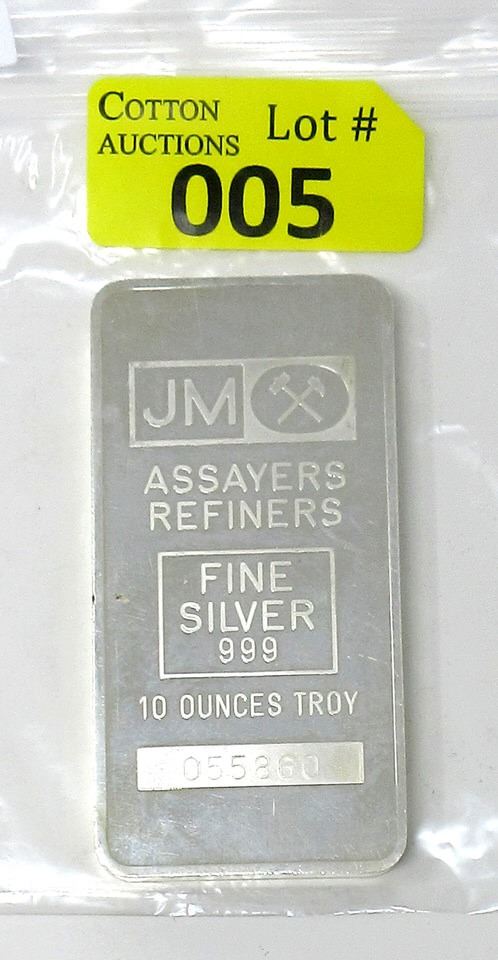 COTTON
AUCTIONS
Lot #
005
JM
ASSAYERS
REFINERS
FINE
SILVER
999
10 OUNCES TROY
055860